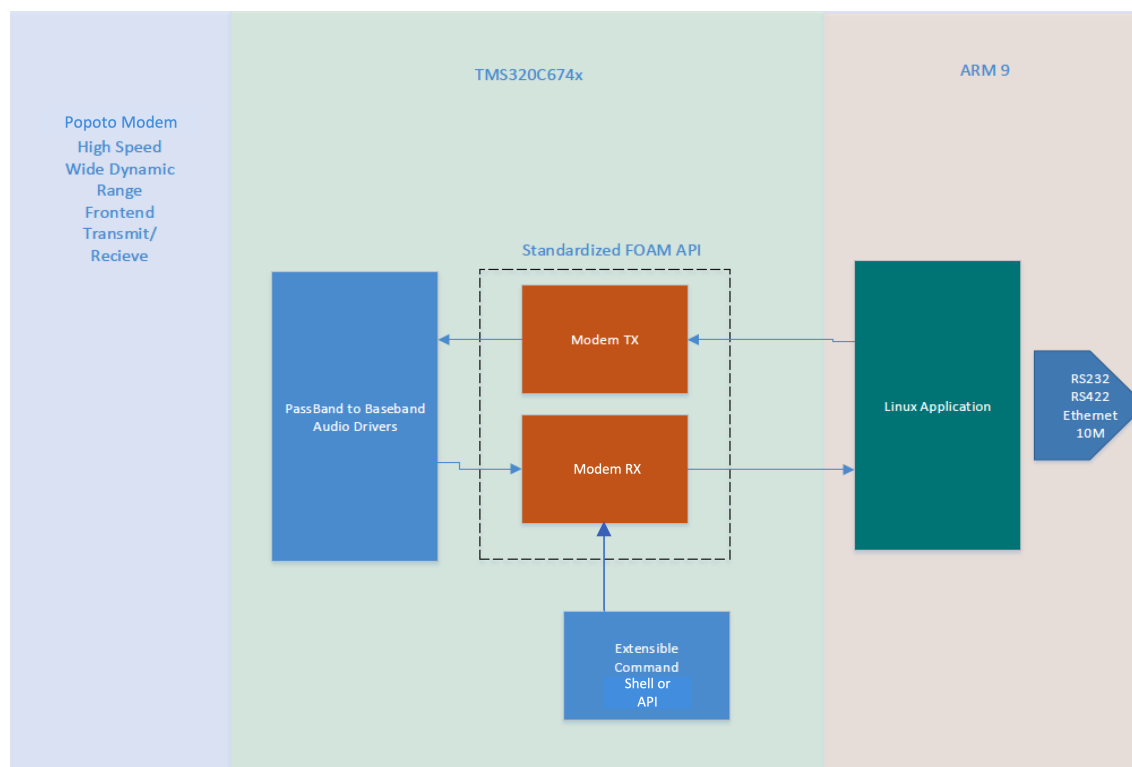 TMS320C674x
ARM 9
Popoto Modem
High Speed
Wide Dynamic
Range
Frontend
Transmit/
Recieve
Standardized FOAM API
Modem TX
PassBand to Baseband
Audio Drivers
Modem RX
Linux Application
RS232
RS422
Ethernet
10M
Extensible
Command
Shell or
API